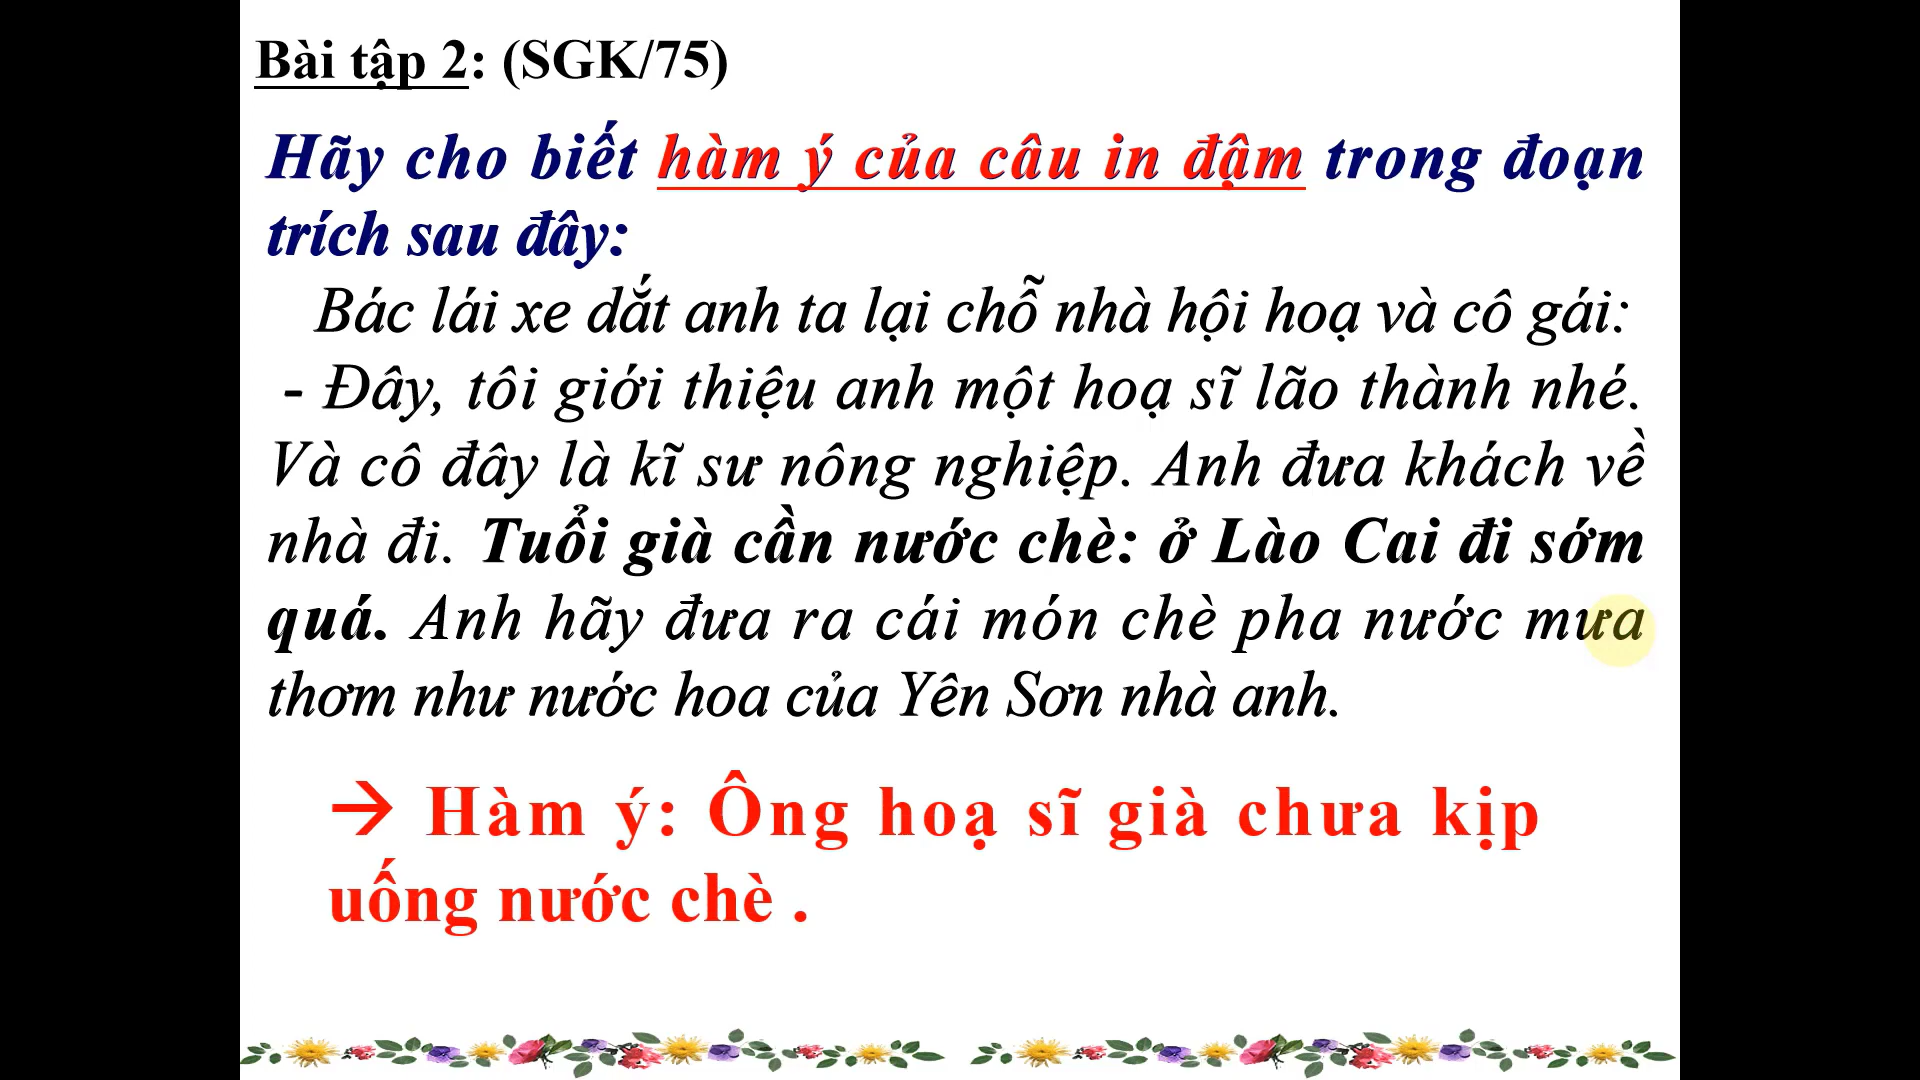 Bài tập 2: (SGK/75)
Hãy cho biết hàm ý của câu in đậm trong đoạn
trích sau đây:
Bác lái xe dắt anh ta lại chỗ nhà hội hoạ và cô gái:
- Đây, tôi giới thiệu anh một hoạ sĩ lão thành nhé.
Và cô đây là kĩ sư nông nghiệp. Anh đưa khách về
nhà đi. Tuổi già cần nước chè: ở Lào Cai đi sớm
quá. Anh hãy đưa ra cái món chè pha nước mưa
thơm như nước hoa của Yên Sơn nhà anh.
→ Hàm ý: Ông hoạ sĩ già chưa kịp
uống nước chè .